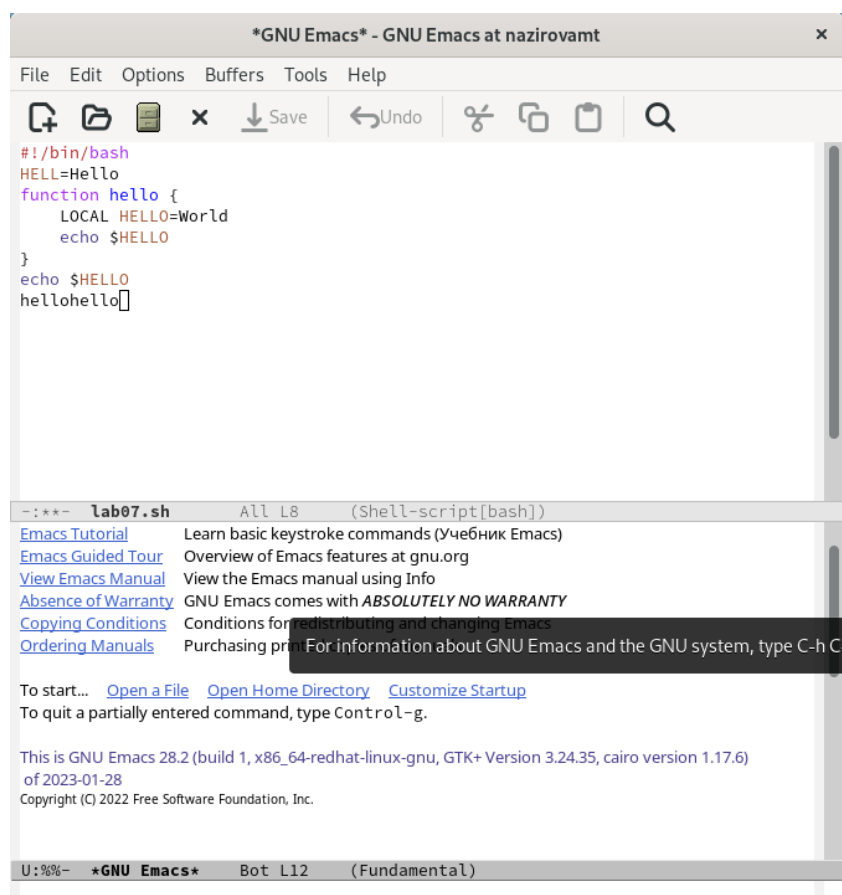 *GNU Emacs* - GNU Emacs at nazirovamt ×
File Edit Options Buffers Tools Help
Save Undo
#!/bin/bash
HELL=Hello
function hello {
    LOCAL HELLO=World
    echo $HELLO
}
echo $HELLO
hellohello
-:**- lab07.sh All L8 (Shell-script[bash])
Emacs Tutorial Learn basic keystroke commands (Учебник Emacs)
Emacs Guided Tour Overview of Emacs features at gnu.org
View Emacs Manual View the Emacs manual using Info
Absence of Warranty GNU Emacs comes with ABSOLUTELY NO WARRANTY
Copying Conditions Conditions for redistributing and changing Emacs
Ordering Manuals Purchasing
For information about GNU Emacs and the GNU system, type C-h C
To start... Open a File Open Home Directory Customize Startup
To quit a partially entered command, type Control-g.
This is GNU Emacs 28.2 (build 1, x86_64-redhat-linux-gnu, GTK+ Version 3.24.35, cairo version 1.17.6)
of 2023-01-28
Copyright (C) 2022 Free Software Foundation, Inc.
U:%%- *GNU Emacs* Bot L12 (Fundamental)